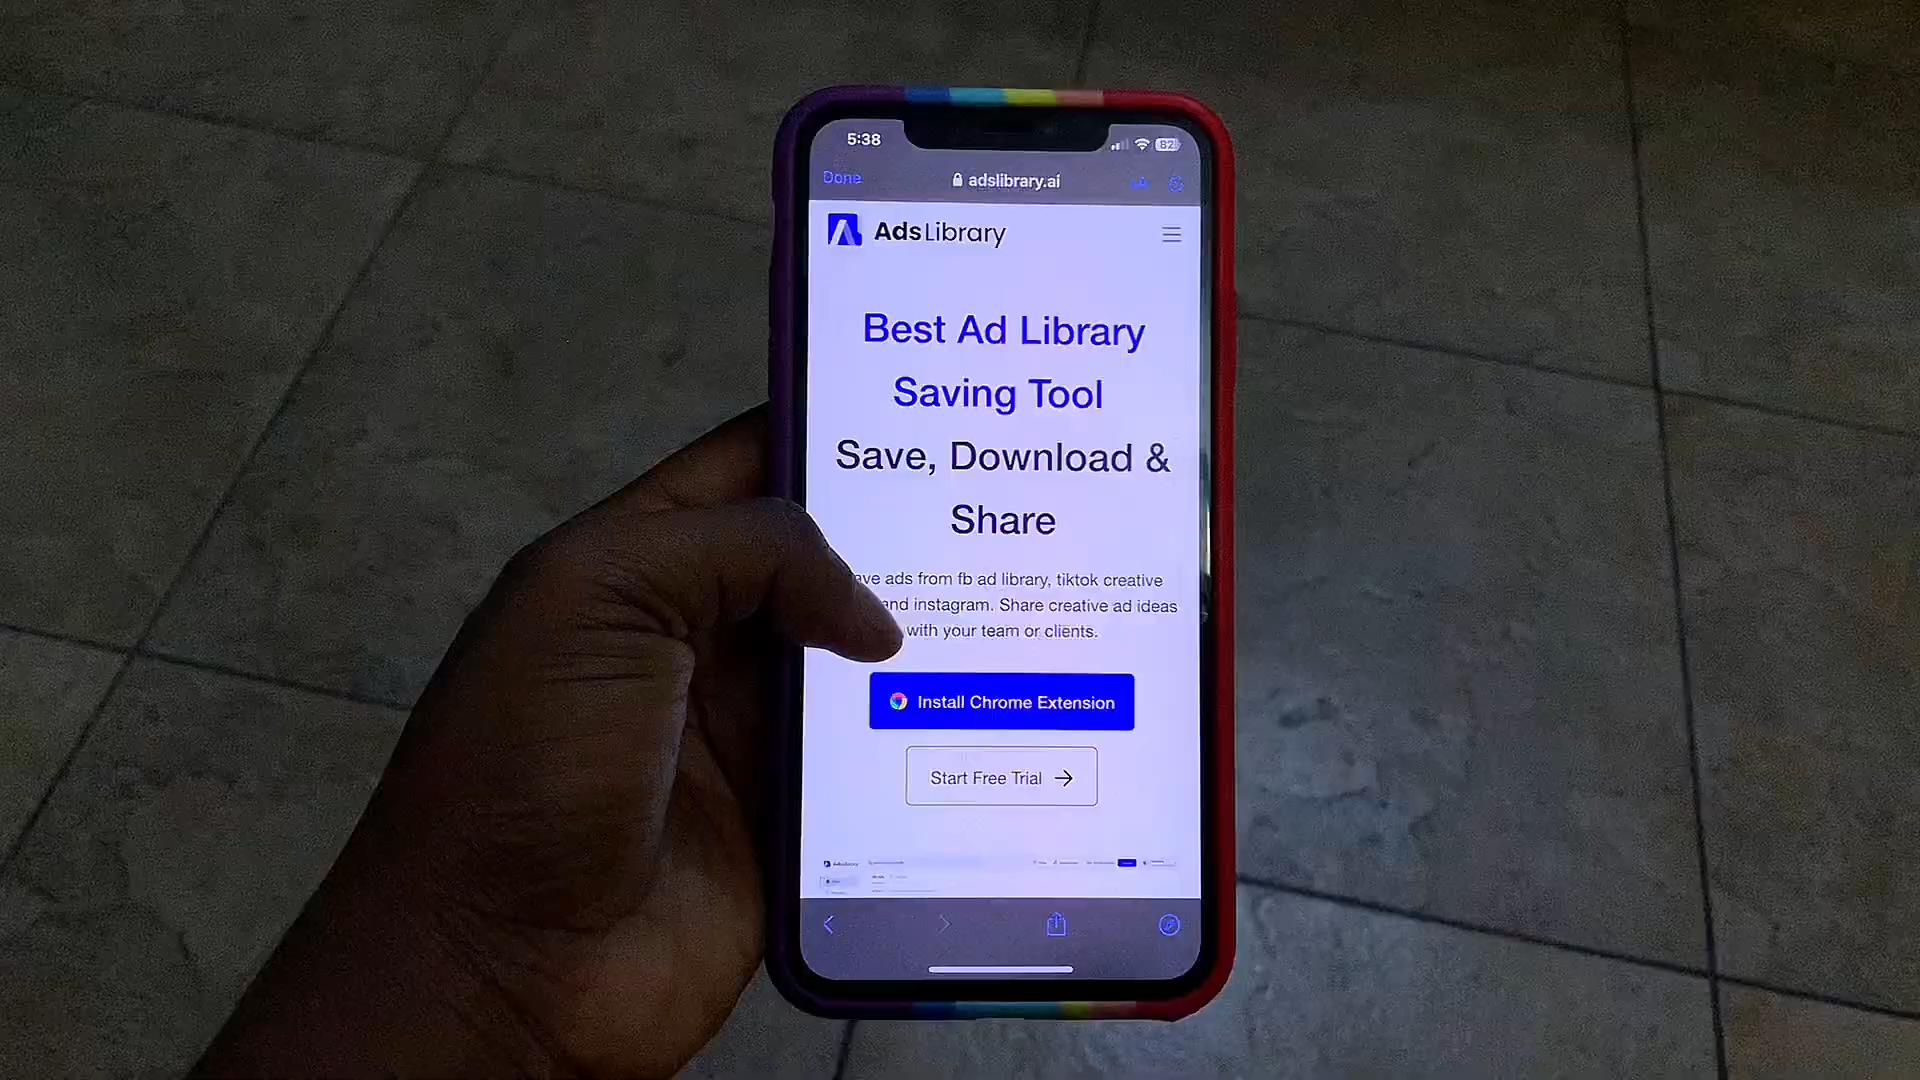 5:38
82
Done
adslibrary.ai
AdsLibrary
Best Ad Library
Saving Tool
Save, Download &
Share
ads from fb ad library, tiktok creative
and instagram. Share creative ad ideas
with your team or clients.
Install Chrome Extension
Start Free Trial →